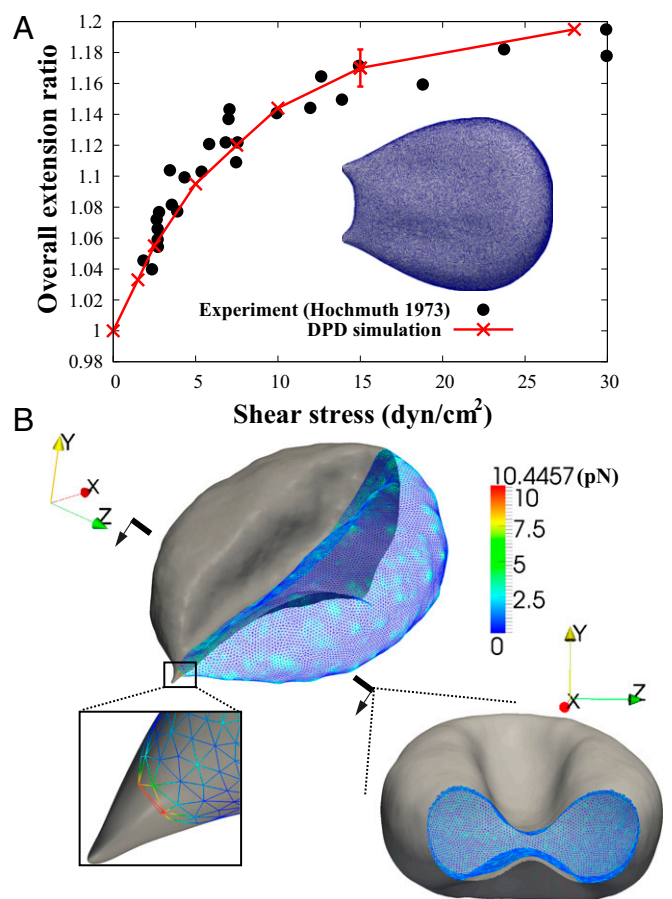 A
1.2
1.18
1.16
1.14
1.12
1.1
1.08
1.06
1.04
1.02
1
0.98
Overall extension ratio
Experiment (Hochmuth 1973)
DPD simulation
0 5 10 15 20 25 30
Shear stress (dyn/cm²)
B
Y
X
Z
10.4457 (pN)
10
7.5
5
2.5
0
Y
X
Z